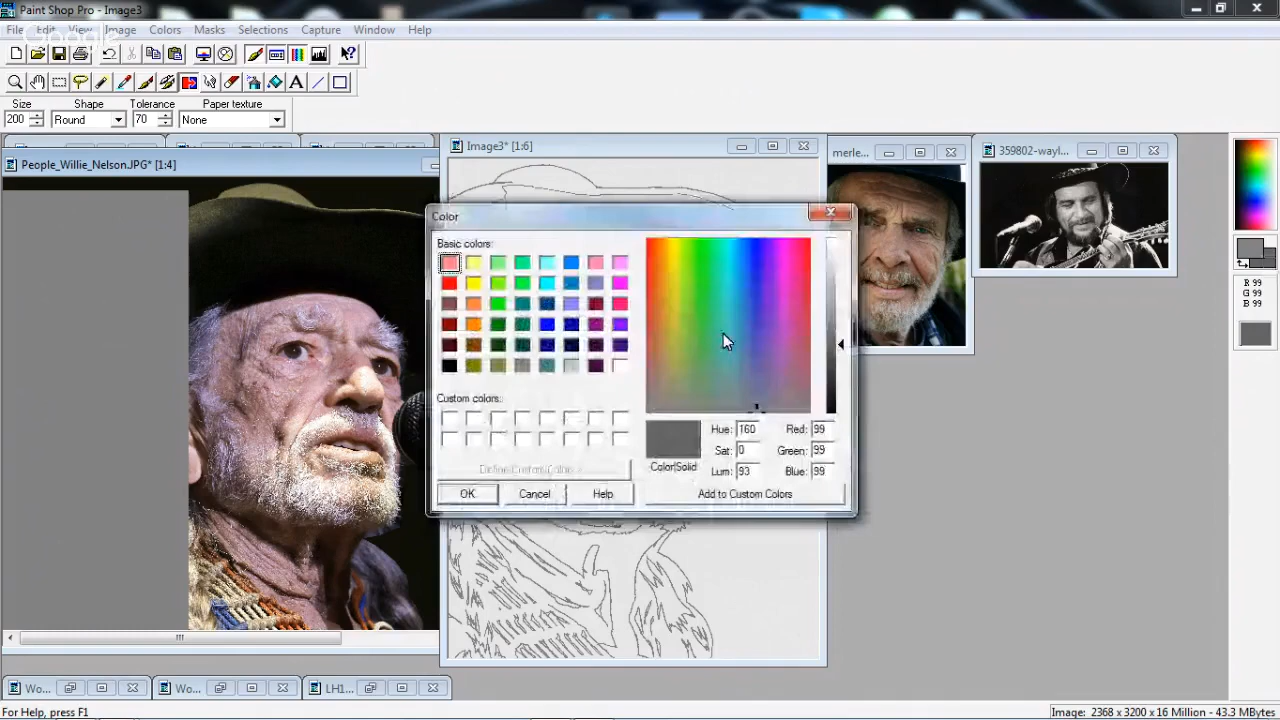 Paint Shop Pro - Image3
File Edit View Image Colors Masks Selections Capture Window Help
Google
Size Shape Tolerance Paper texture
200 Round 70 None
People_Willie_Nelson.JPG* [1:4]
Image3* [1:6]
merle...
359802-wayl...
Color
Basic colors:
Custom colors:
Define Custom Colors >>
OK Cancel Help
Color|Solid
Hue: 160 Red: 99
Sat: 0 Green: 99
Lum: 93 Blue: 99
Add to Custom Colors
R 99
G 99
B 99
Wo... Wo... LH1...
For Help, press F1
Image: 2368 x 3200 x 16 Million - 43.3 MBytes